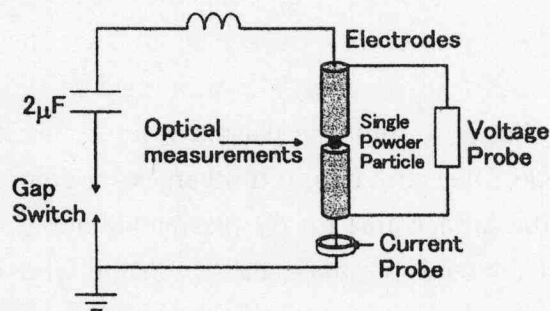 Electrodes
2μF
Optical
measurements
Single
Powder
Particle
Voltage
Probe
Gap
Switch
Current
Probe